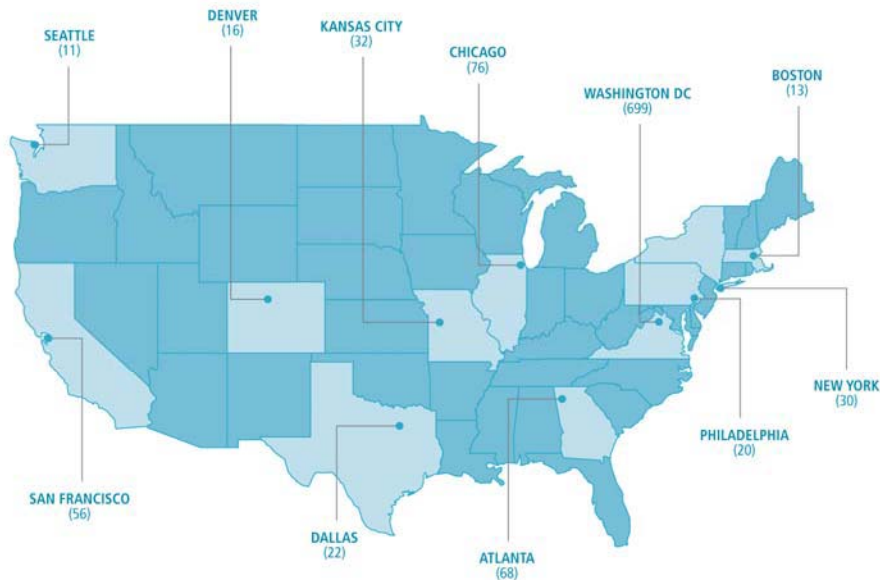 DENVER
(16)
KANSAS CITY
(32)
SEATTLE
(11)
CHICAGO
(76)
BOSTON
(13)
WASHINGTON DC
(699)
NEW YORK
(30)
PHILADELPHIA
(20)
SAN FRANCISCO
(56)
DALLAS
(22)
ATLANTA
(68)